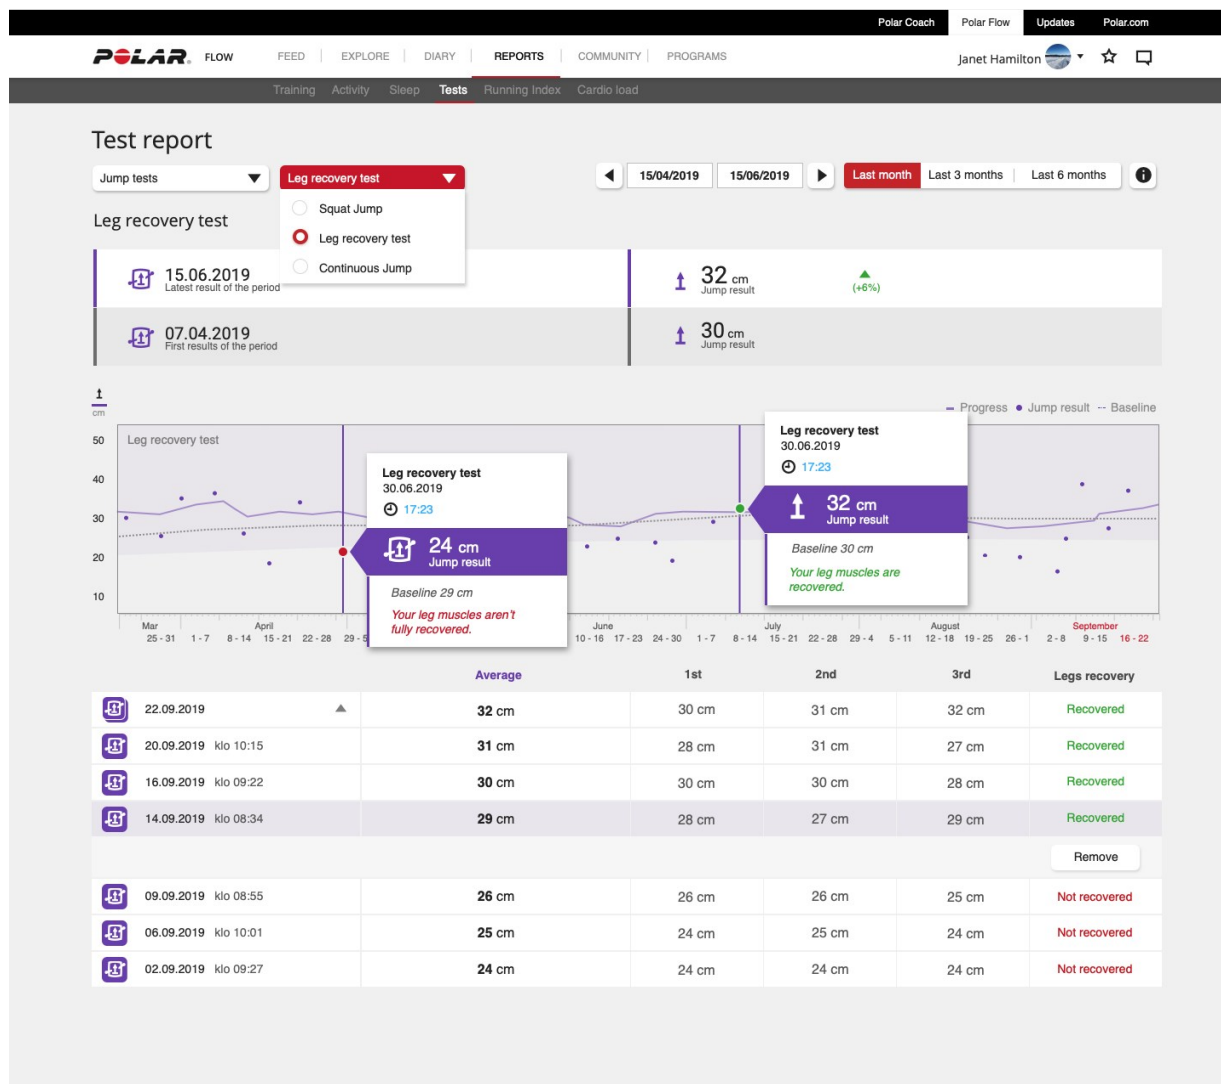 Polar Coach Polar Flow Updates Polar.com
POLAR. FLOW FEED EXPLORE DIARY REPORTS COMMUNITY PROGRAMS Janet Hamilton
Training Activity Sleep Tests Running Index Cardio load
Test report
Jump tests Leg recovery test 15/04/2019 15/06/2019 Last month Last 3 months Last 6 months
Squat Jump
Leg recovery test
Continuous Jump
Leg recovery test
15.06.2019
Latest result of the period
32 cm
Jump result
(+6%)
07.04.2019
First results of the period
30 cm
Jump result
cm
Progress Jump result Baseline
50
40
30
20
10
Leg recovery test
Leg recovery test
30.06.2019
17:23
24 cm
Jump result
Baseline 29 cm
Your leg muscles aren't
fully recovered.
Leg recovery test
30.06.2019
17:23
32 cm
Jump result
Baseline 30 cm
Your leg muscles are
recovered.
Mar April June July August September
25 - 31 1 - 7 8 - 14 15 - 21 22 - 28 29 - 5 10 - 16 17 - 23 24 - 30 1 - 7 8 - 14 15 - 21 22 - 28 29 - 4 5 - 11 12 - 18 19 - 25 26 - 1 2 - 8 9 - 15 16 - 22
Average 1st 2nd 3rd Legs recovery
22.09.2019 32 cm 30 cm 31 cm 32 cm Recovered
20.09.2019 klo 10:15 31 cm 28 cm 31 cm 27 cm Recovered
16.09.2019 klo 09:22 30 cm 30 cm 30 cm 28 cm Recovered
14.09.2019 klo 08:34 29 cm 28 cm 27 cm 29 cm Recovered
Remove
09.09.2019 klo 08:55 26 cm 26 cm 26 cm 25 cm Not recovered
06.09.2019 klo 10:01 25 cm 24 cm 25 cm 24 cm Not recovered
02.09.2019 klo 09:27 24 cm 24 cm 24 cm 24 cm Not recovered